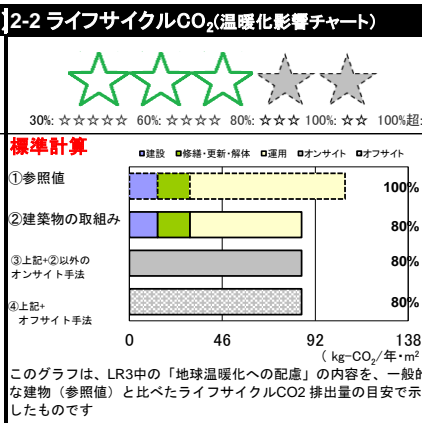 2-2 ライフサイクルCO₂(温暖化影響チャート)
30%: ☆☆☆☆☆ 60%: ☆☆☆☆ 80%: ☆☆☆ 100%: ☆☆ 100%超:
標準計算
■建設 ■修繕・更新・解体 □運用 ■オンサイト ■オフサイト
①参照値 100%
②建築物の取組み 80%
③上記+②以外の
オンサイト手法 80%
④上記+
オフサイト手法 80%
0 46 92 138
( kg-CO₂/年・m²
このグラフは、LR3中の「地球温暖化への配慮」の内容を、一般的
な建物（参照値）と比べたライフサイクルCO2 排出量の目安で示
したものです